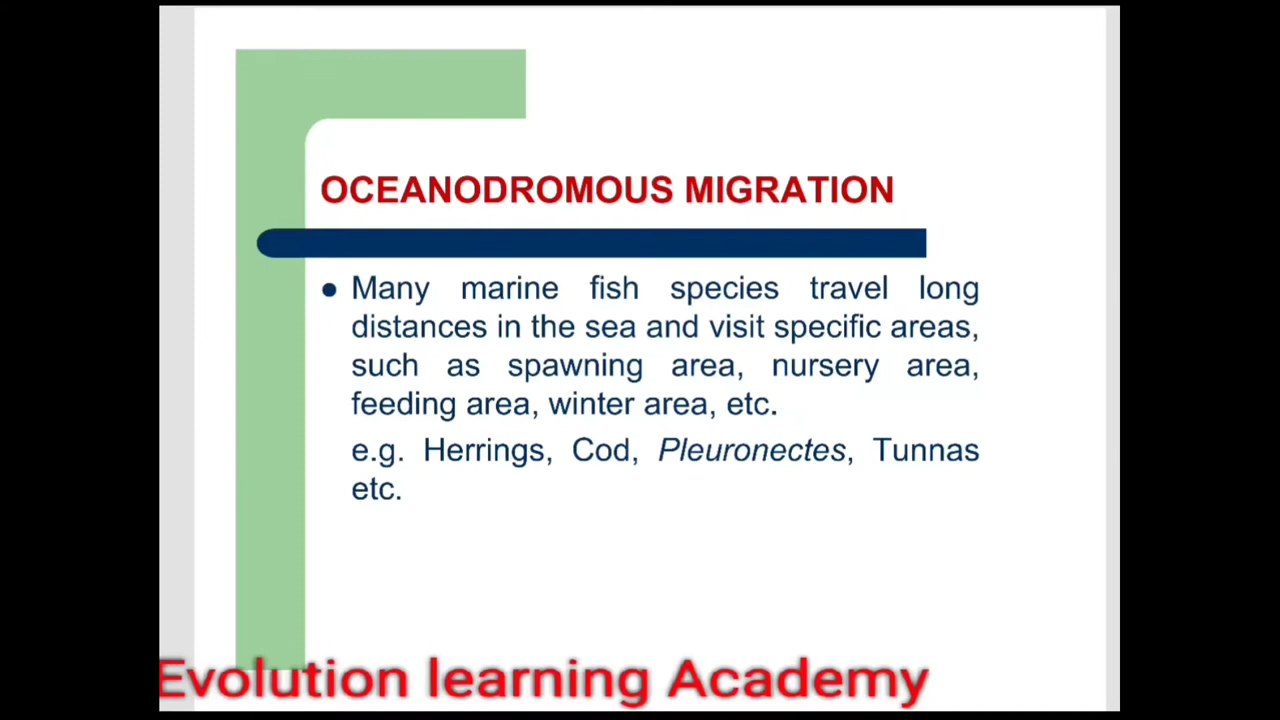 OCEANODROMOUS MIGRATION
● Many marine fish species travel long
distances in the sea and visit specific areas,
such as spawning area, nursery area,
feeding area, winter area, etc.
e.g. Herrings, Cod, Pleuronectes, Tunnas
etc.
Evolution learning Academy